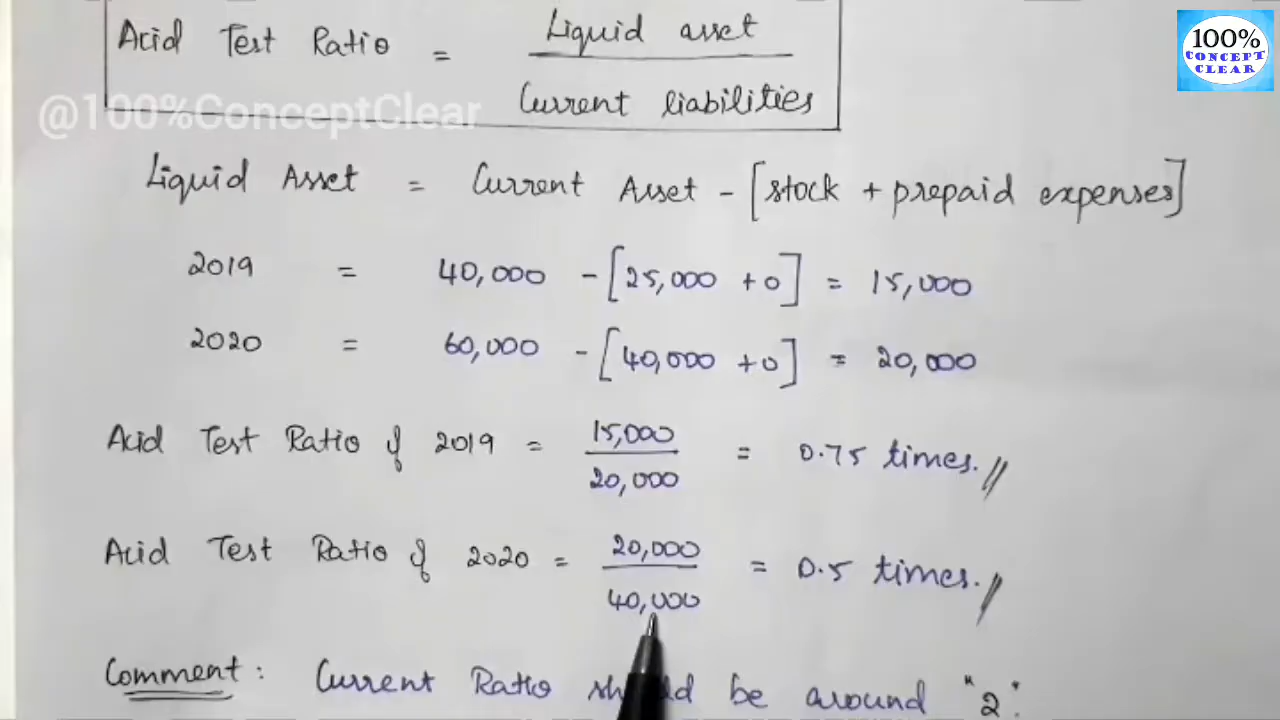 Acid Test Ratio = Liquid asset
Current liabilities
100%
CONCEPT
CLEAR
@100%ConceptClear
Liquid Asset = Current Asset - [stock + prepaid expenses]
2019 = 40,000 - [25,000 + 0] = 15,000
2020 = 60,000 - [40,000 + 0] = 20,000
Acid Test Ratio of 2019 = 15,000 = 0.75 times.
20,000
Acid Test Ratio of 2020 = 20,000 = 0.5 times.
40,000
Comment : Current Ratio should be around "2".